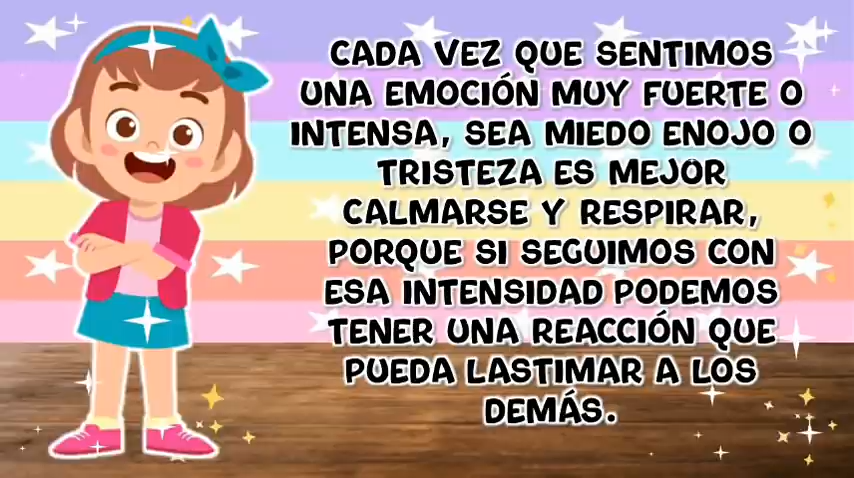 CADA VEZ QUE SENTIMOS
UNA EMOCIÓN MUY FUERTE O
INTENSA, SEA MIEDO ENOJO O
TRISTEZA ES MEJOR
CALMARSE Y RESPIRAR,
PORQUE SI SEGUIMOS CON
ESA INTENSIDAD PODEMOS
TENER UNA REACCIÓN QUE
PUEDA LASTIMAR A LOS
DEMÁS.